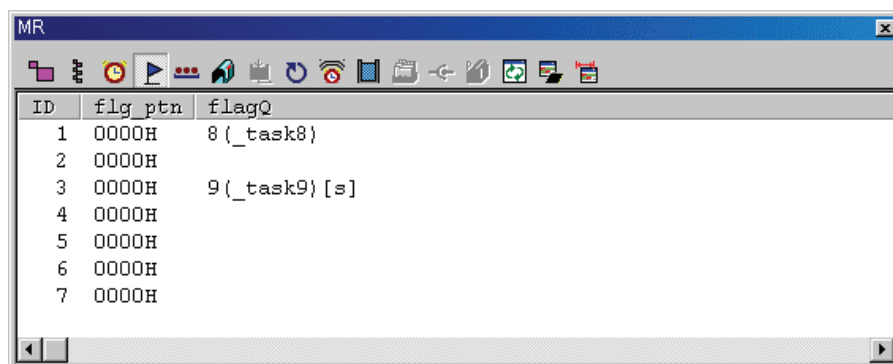 MR
ID flg_ptn flagQ
1 0000H 8(_task8)
2 0000H
3 0000H 9(_task9)[s]
4 0000H
5 0000H
6 0000H
7 0000H